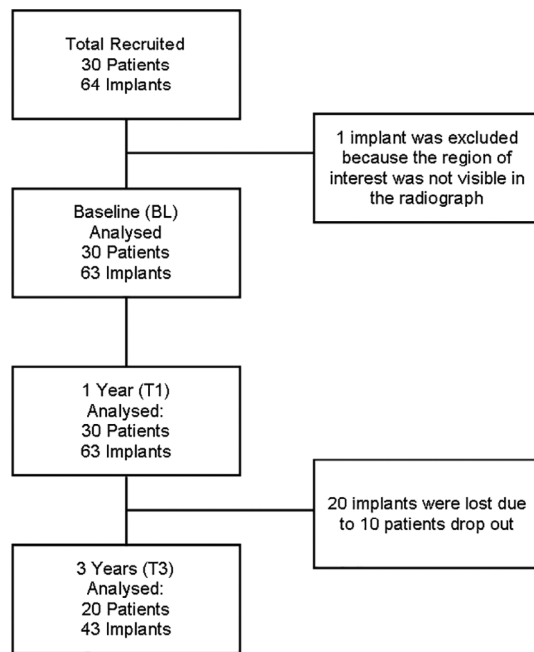 Total Recruited
30 Patients
64 Implants
1 implant was excluded
because the region of
interest was not visible in
the radiograph
Baseline (BL)
Analysed
30 Patients
63 Implants
1 Year (T1)
Analysed:
30 Patients
63 Implants
20 implants were lost due
to 10 patients drop out
3 Years (T3)
Analysed:
20 Patients
43 Implants